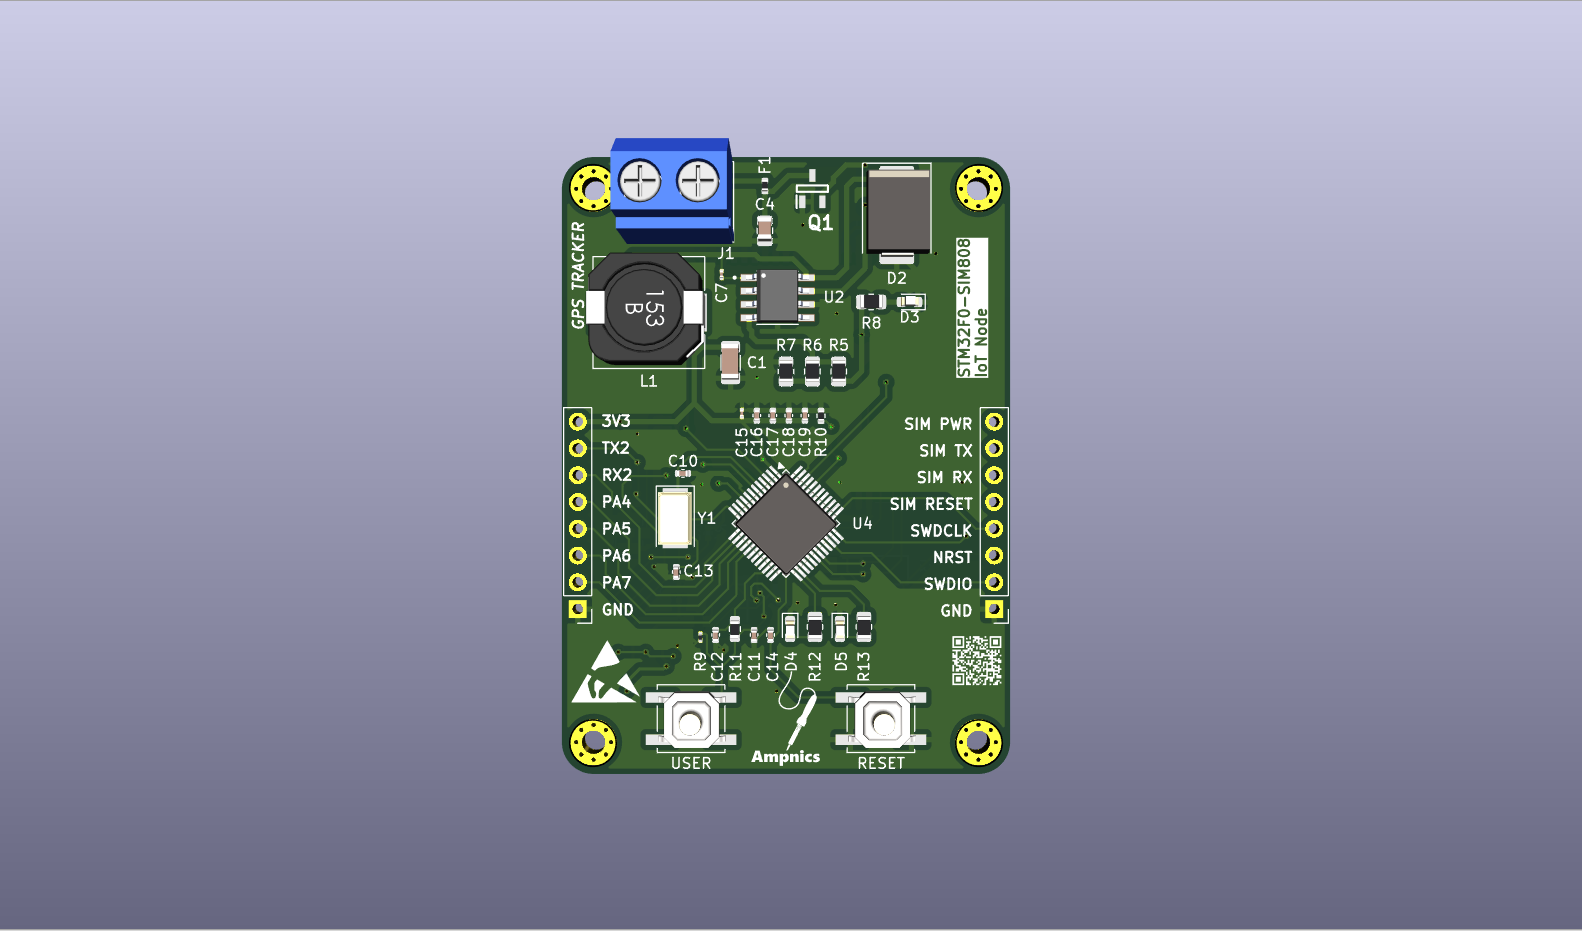 F1
C4
Q1
J1
GPS TRACKER
D2
C7
U2
153
B
R8
D3
STM32F0-SIM808
IoT Node
L1
C1
R7 R6 R5
3V3
TX2
RX2
PA4
PA5
PA6
PA7
GND
C15
C16
C17
C18
C19
R10
C10
Y1
C13
U4
SIM PWR
SIM TX
SIM RX
SIM RESET
SWDCLK
NRST
SWDIO
GND
R9
C12
R11
C11
C14
D4
R12
D5
R13
USER
Ampnics
RESET